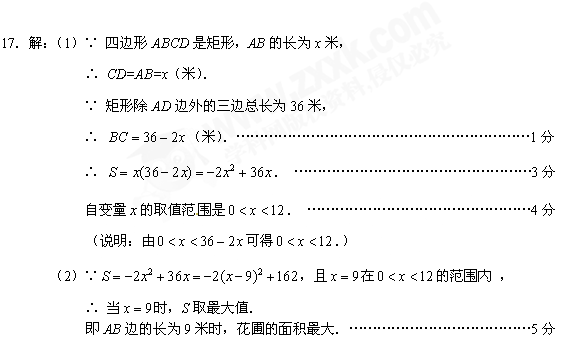 17. 解：（1）∵ 四边形 ABCD 是矩形，AB 的长为 x 米，
∴ CD=AB=x（米）.
∵ 矩形除 AD 边外的三边总长为 36 米，
∴ BC = 36 − 2x（米）. ……………………………………………………1 分
∴ S = x(36 − 2x) = −2x² + 36x. …………………………………………3 分
自变量 x 的取值范围是 0 < x < 12. ………………………………………4 分
（说明：由 0 < x < 36 − 2x 可得 0 < x < 12 .）
（2）∵ S = −2x² + 36x = −2(x − 9)² + 162，且 x = 9 在 0 < x < 12 的范围内 ，
∴ 当 x = 9 时，S 取最大值.
即 AB 边的长为 9 米时，花圃的面积最大. ………………………………5 分